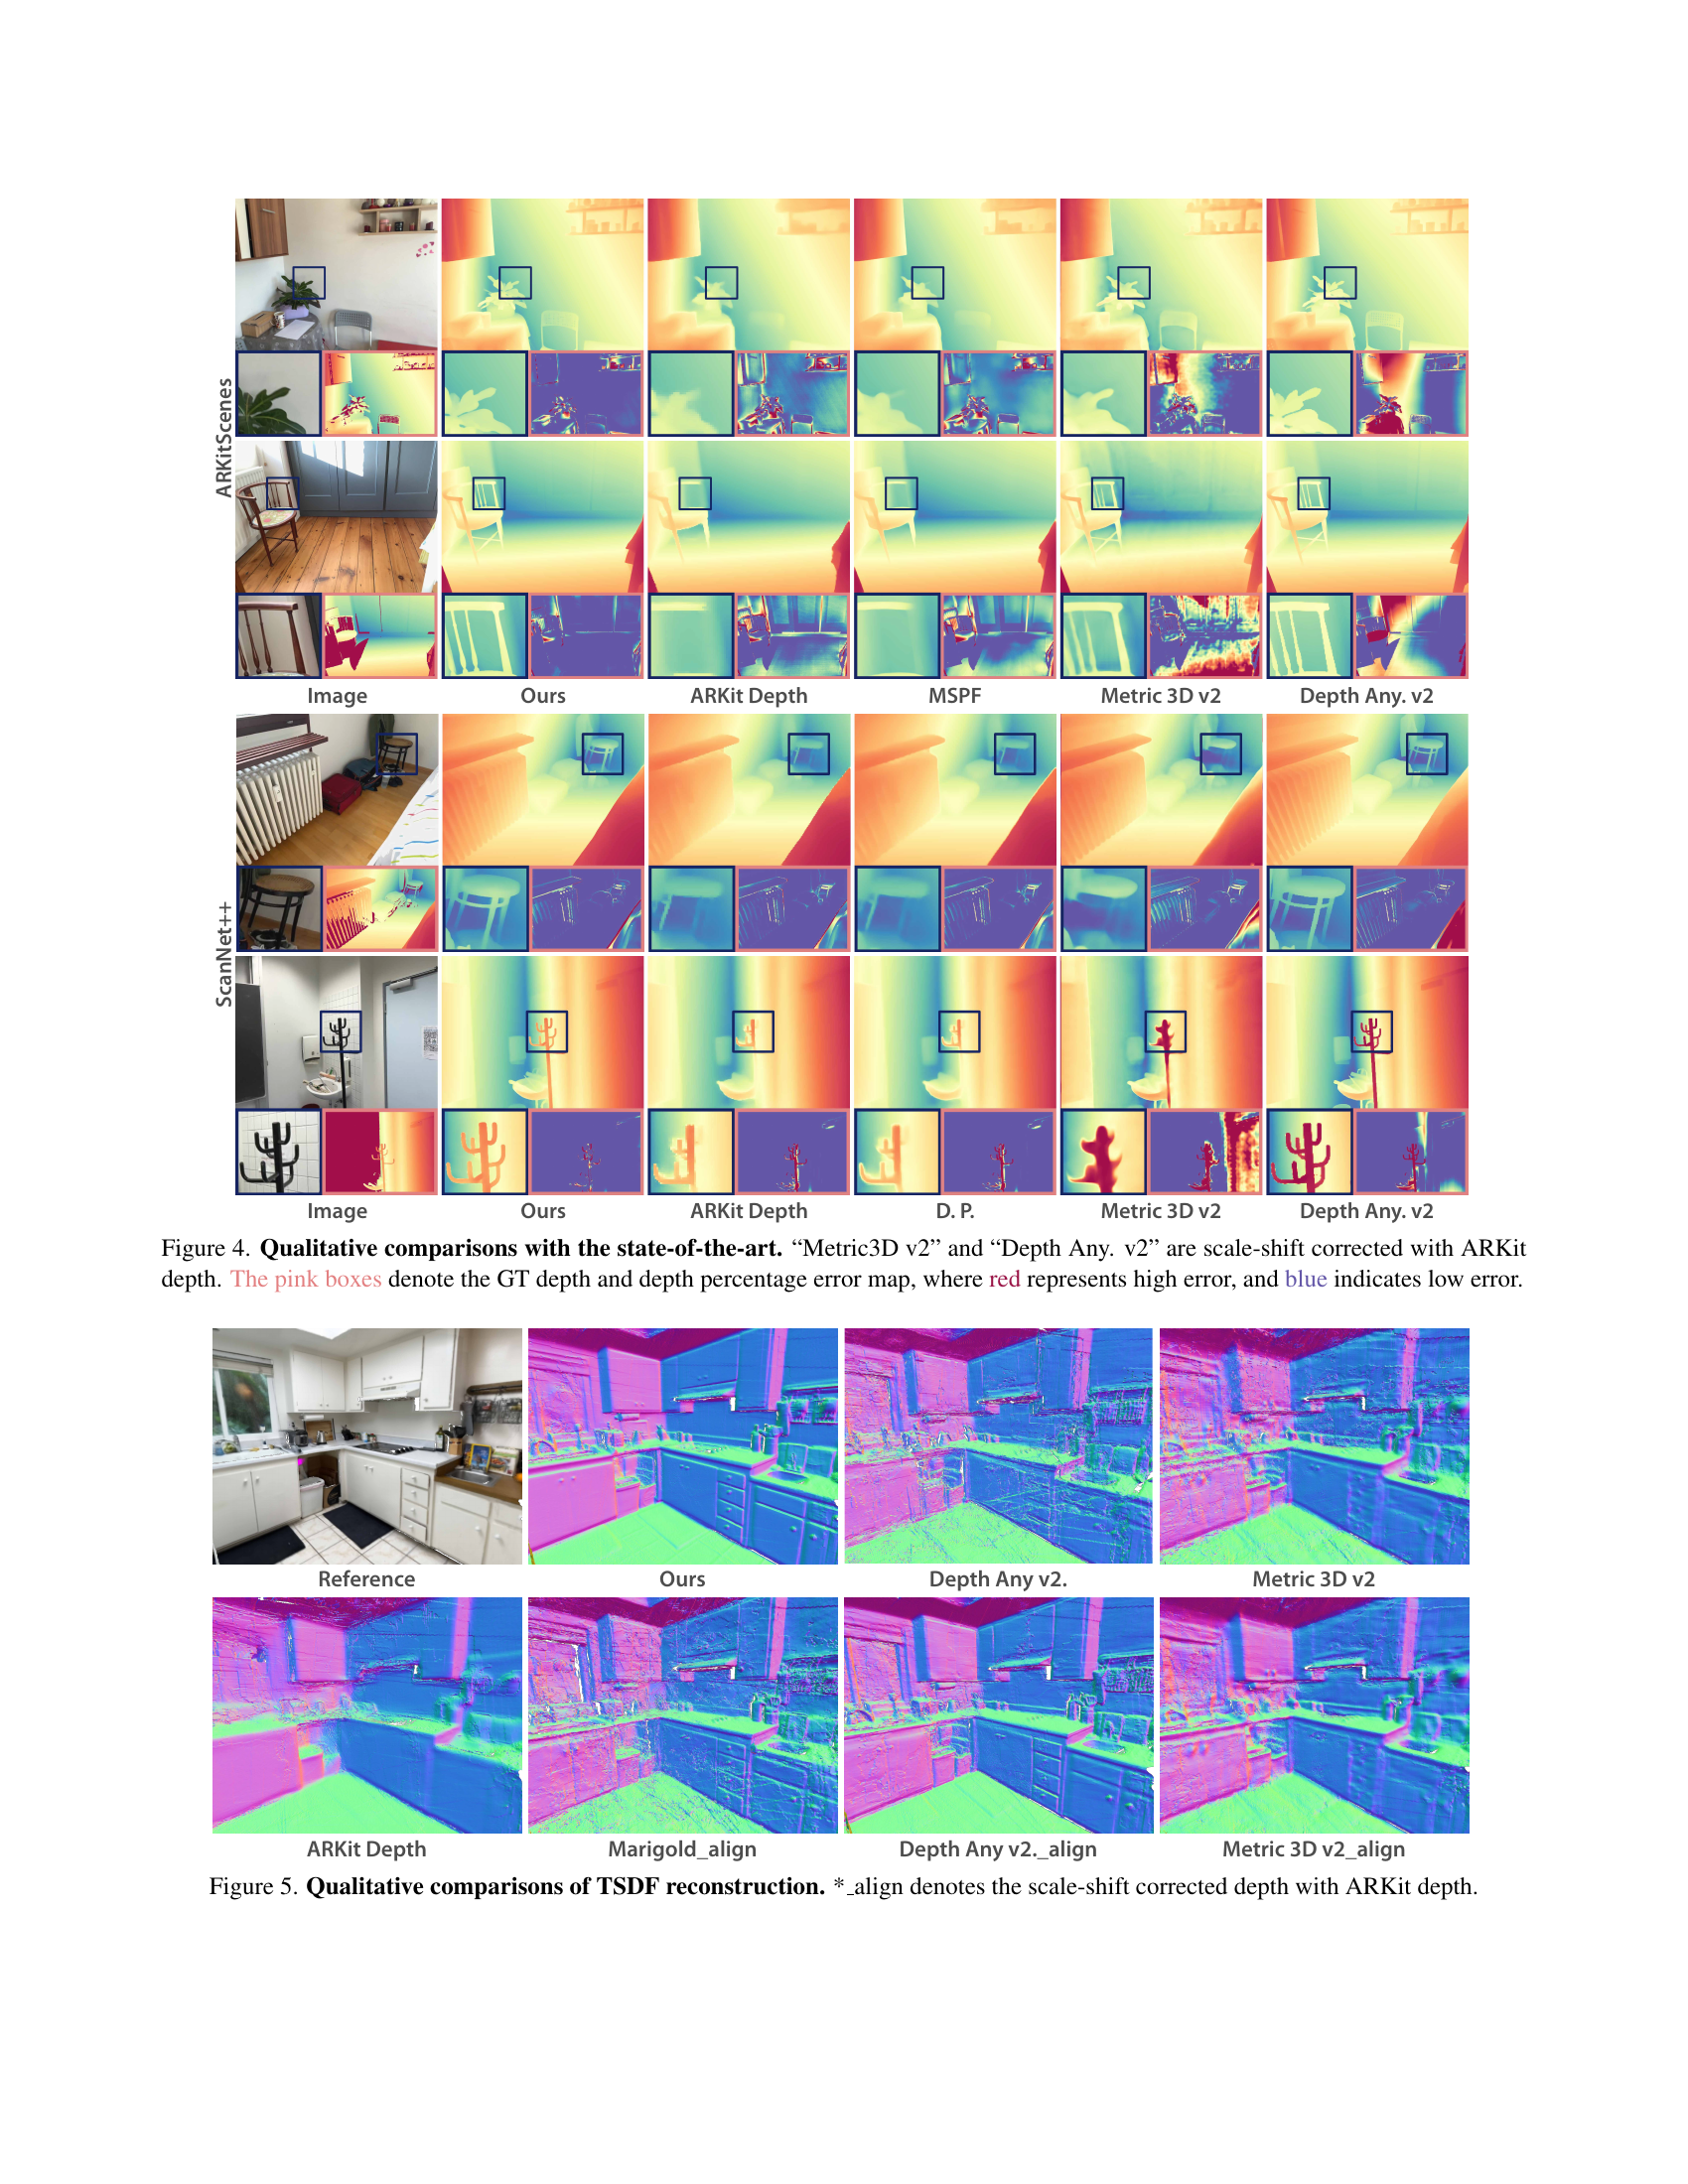 ARKitScenes
Image Ours ARKit Depth MSPF Metric 3D v2 Depth Any. v2
ScanNet++
Image Ours ARKit Depth D. P. Metric 3D v2 Depth Any. v2
Figure 4. Qualitative comparisons with the state-of-the-art. “Metric3D v2” and “Depth Any. v2” are scale-shift corrected with ARKit
depth. The pink boxes denote the GT depth and depth percentage error map, where red represents high error, and blue indicates low error.
Reference Ours Depth Any v2. Metric 3D v2
ARKit Depth Marigold_align Depth Any v2._align Metric 3D v2_align
Figure 5. Qualitative comparisons of TSDF reconstruction. *_align denotes the scale-shift corrected depth with ARKit depth.